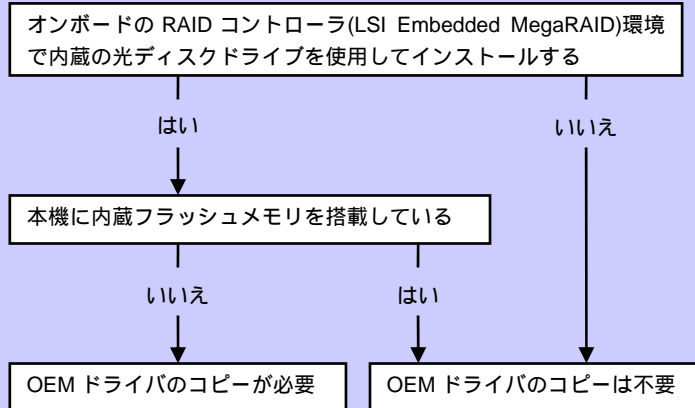 オンボードの RAID コントローラ(LSI Embedded MegaRAID)環境
で内蔵の光ディスクドライブを使用してインストールする
はい
いいえ
本機に内蔵フラッシュメモリを搭載している
いいえ
はい
OEM ドライバのコピーが必要
OEM ドライバのコピーは不要